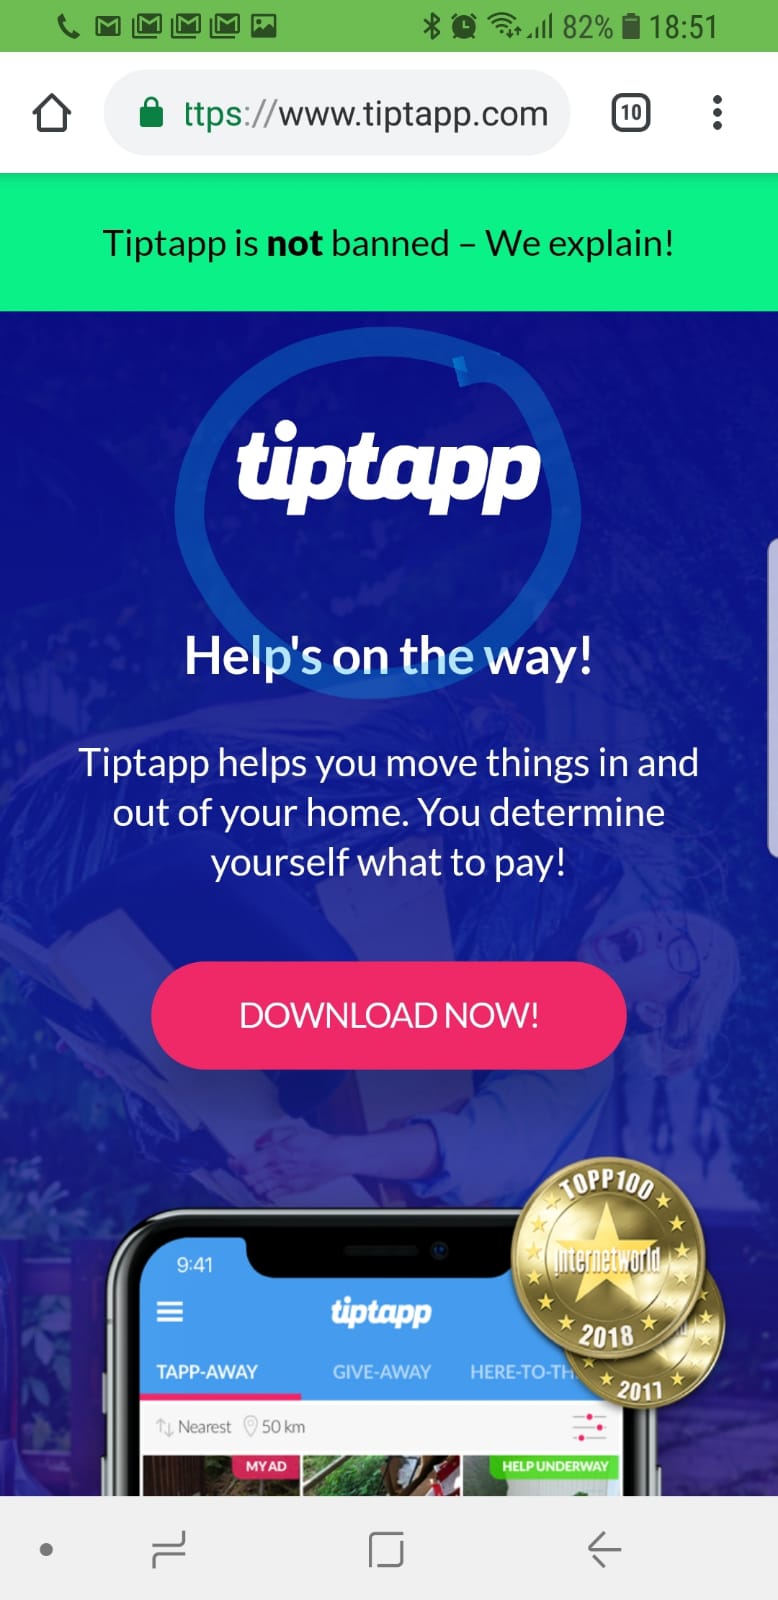 82% 18:51
ttps://www.tiptapp.com
10
Tiptapp is not banned – We explain!
tiptapp
Help's on the way!
Tiptapp helps you move things in and
out of your home. You determine
yourself what to pay!
DOWNLOAD NOW!
TOPP100
Internetworld
2018
2017
9:41
tiptapp
TAPP-AWAY GIVE-AWAY HERE-TO-TH
Nearest 50 km
MY AD HELP UNDERWAY